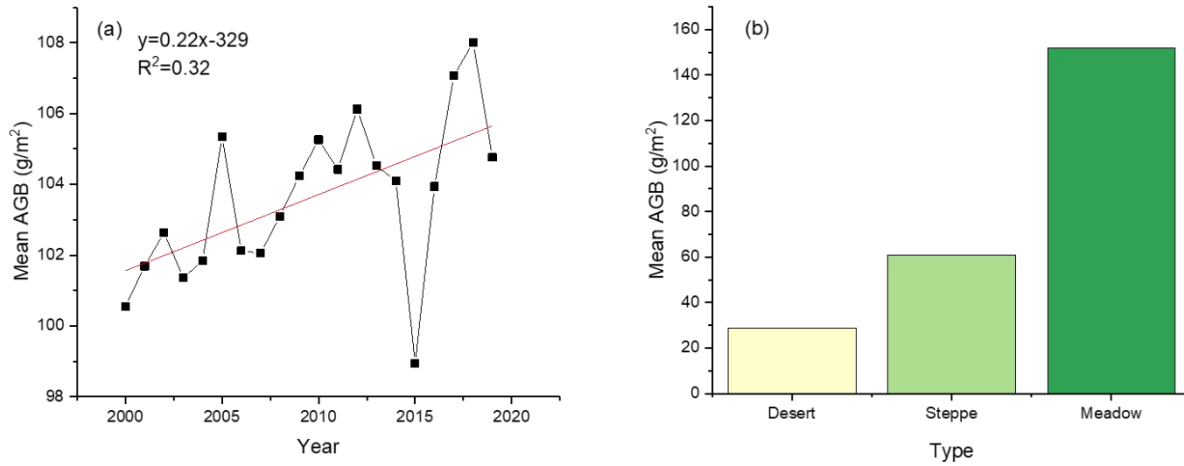 (a)
y=0.22x-329
R²=0.32
108
106
104
102
100
98
Mean AGB (g/m²)
2000 2005 2010 2015 2020
Year
(b)
160
140
120
100
80
60
40
20
0
Mean AGB (g/m²)
Desert Steppe Meadow
Type